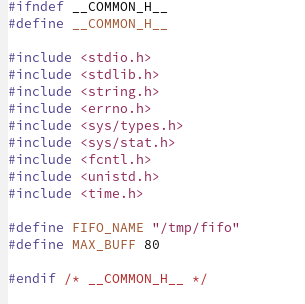 #ifndef __COMMON_H__
#define __COMMON_H__
#include <stdio.h>
#include <stdlib.h>
#include <string.h>
#include <errno.h>
#include <sys/types.h>
#include <sys/stat.h>
#include <fcntl.h>
#include <unistd.h>
#include <time.h>
#define FIFO_NAME "/tmp/fifo"
#define MAX_BUFF 80
#endif /* __COMMON_H__ */